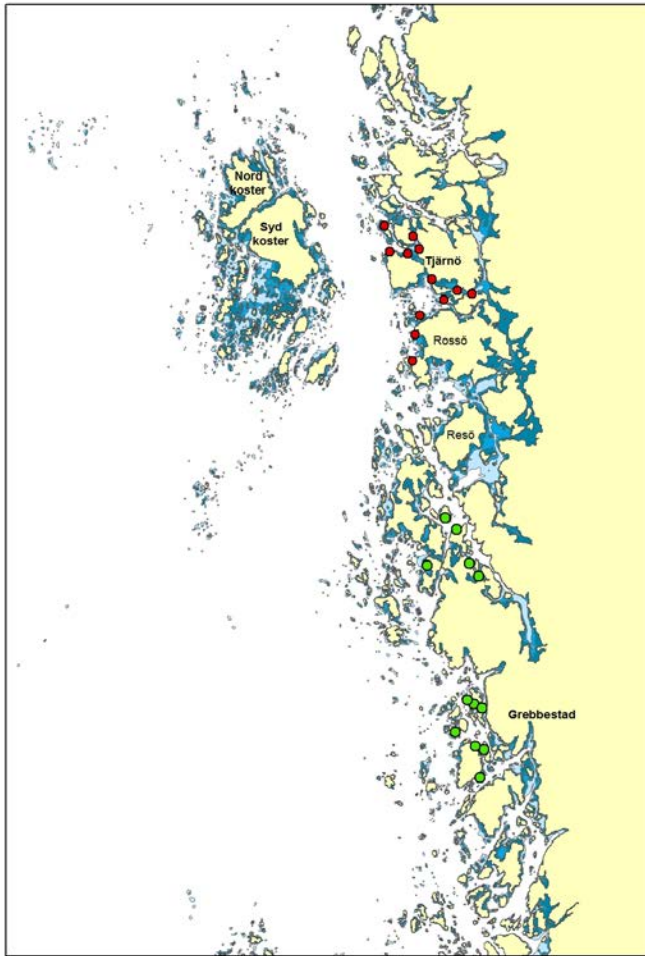 Nord
koster
Syd
koster
Tjärnö
Rossö
Resö
Grebbestad